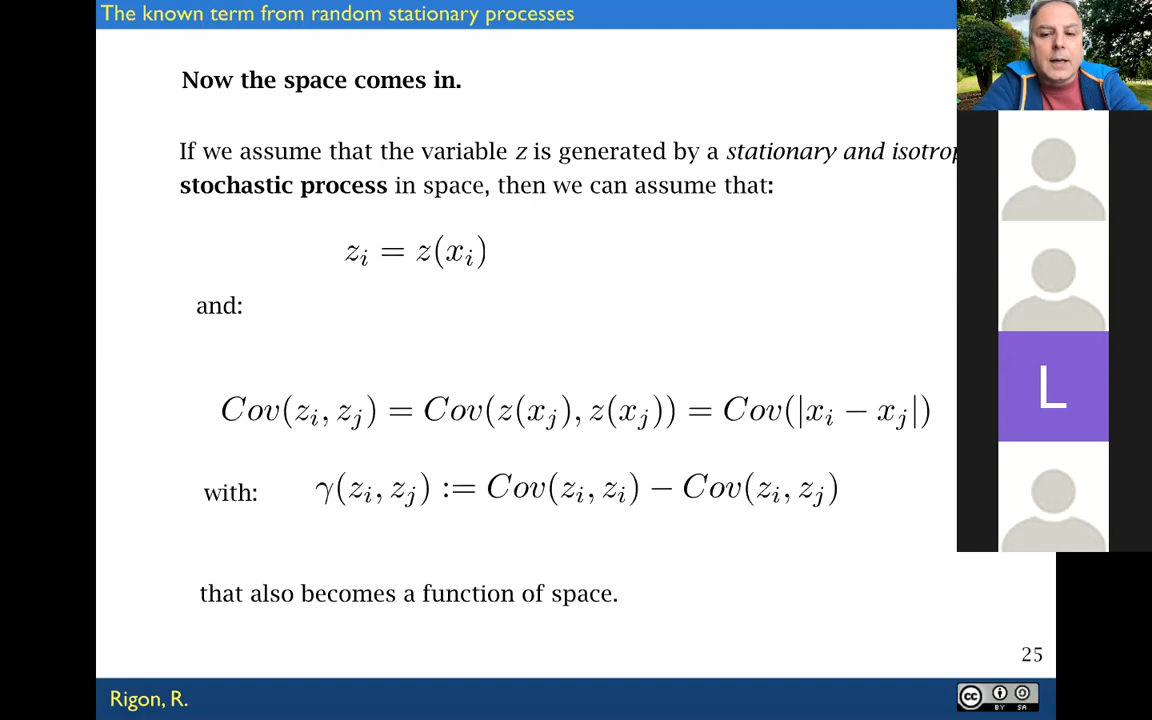 The known term from random stationary processes
Now the space comes in.
If we assume that the variable z is generated by a stationary and isotrop
stochastic process in space, then we can assume that:
z_i = z(x_i)
and:
Cov(z_i, z_j) = Cov(z(x_j), z(x_j)) = Cov(|x_i − x_j|)
with: γ(z_i, z_j) := Cov(z_i, z_i) − Cov(z_i, z_j)
that also becomes a function of space.
25
Rigon, R.
cc BY SA
L